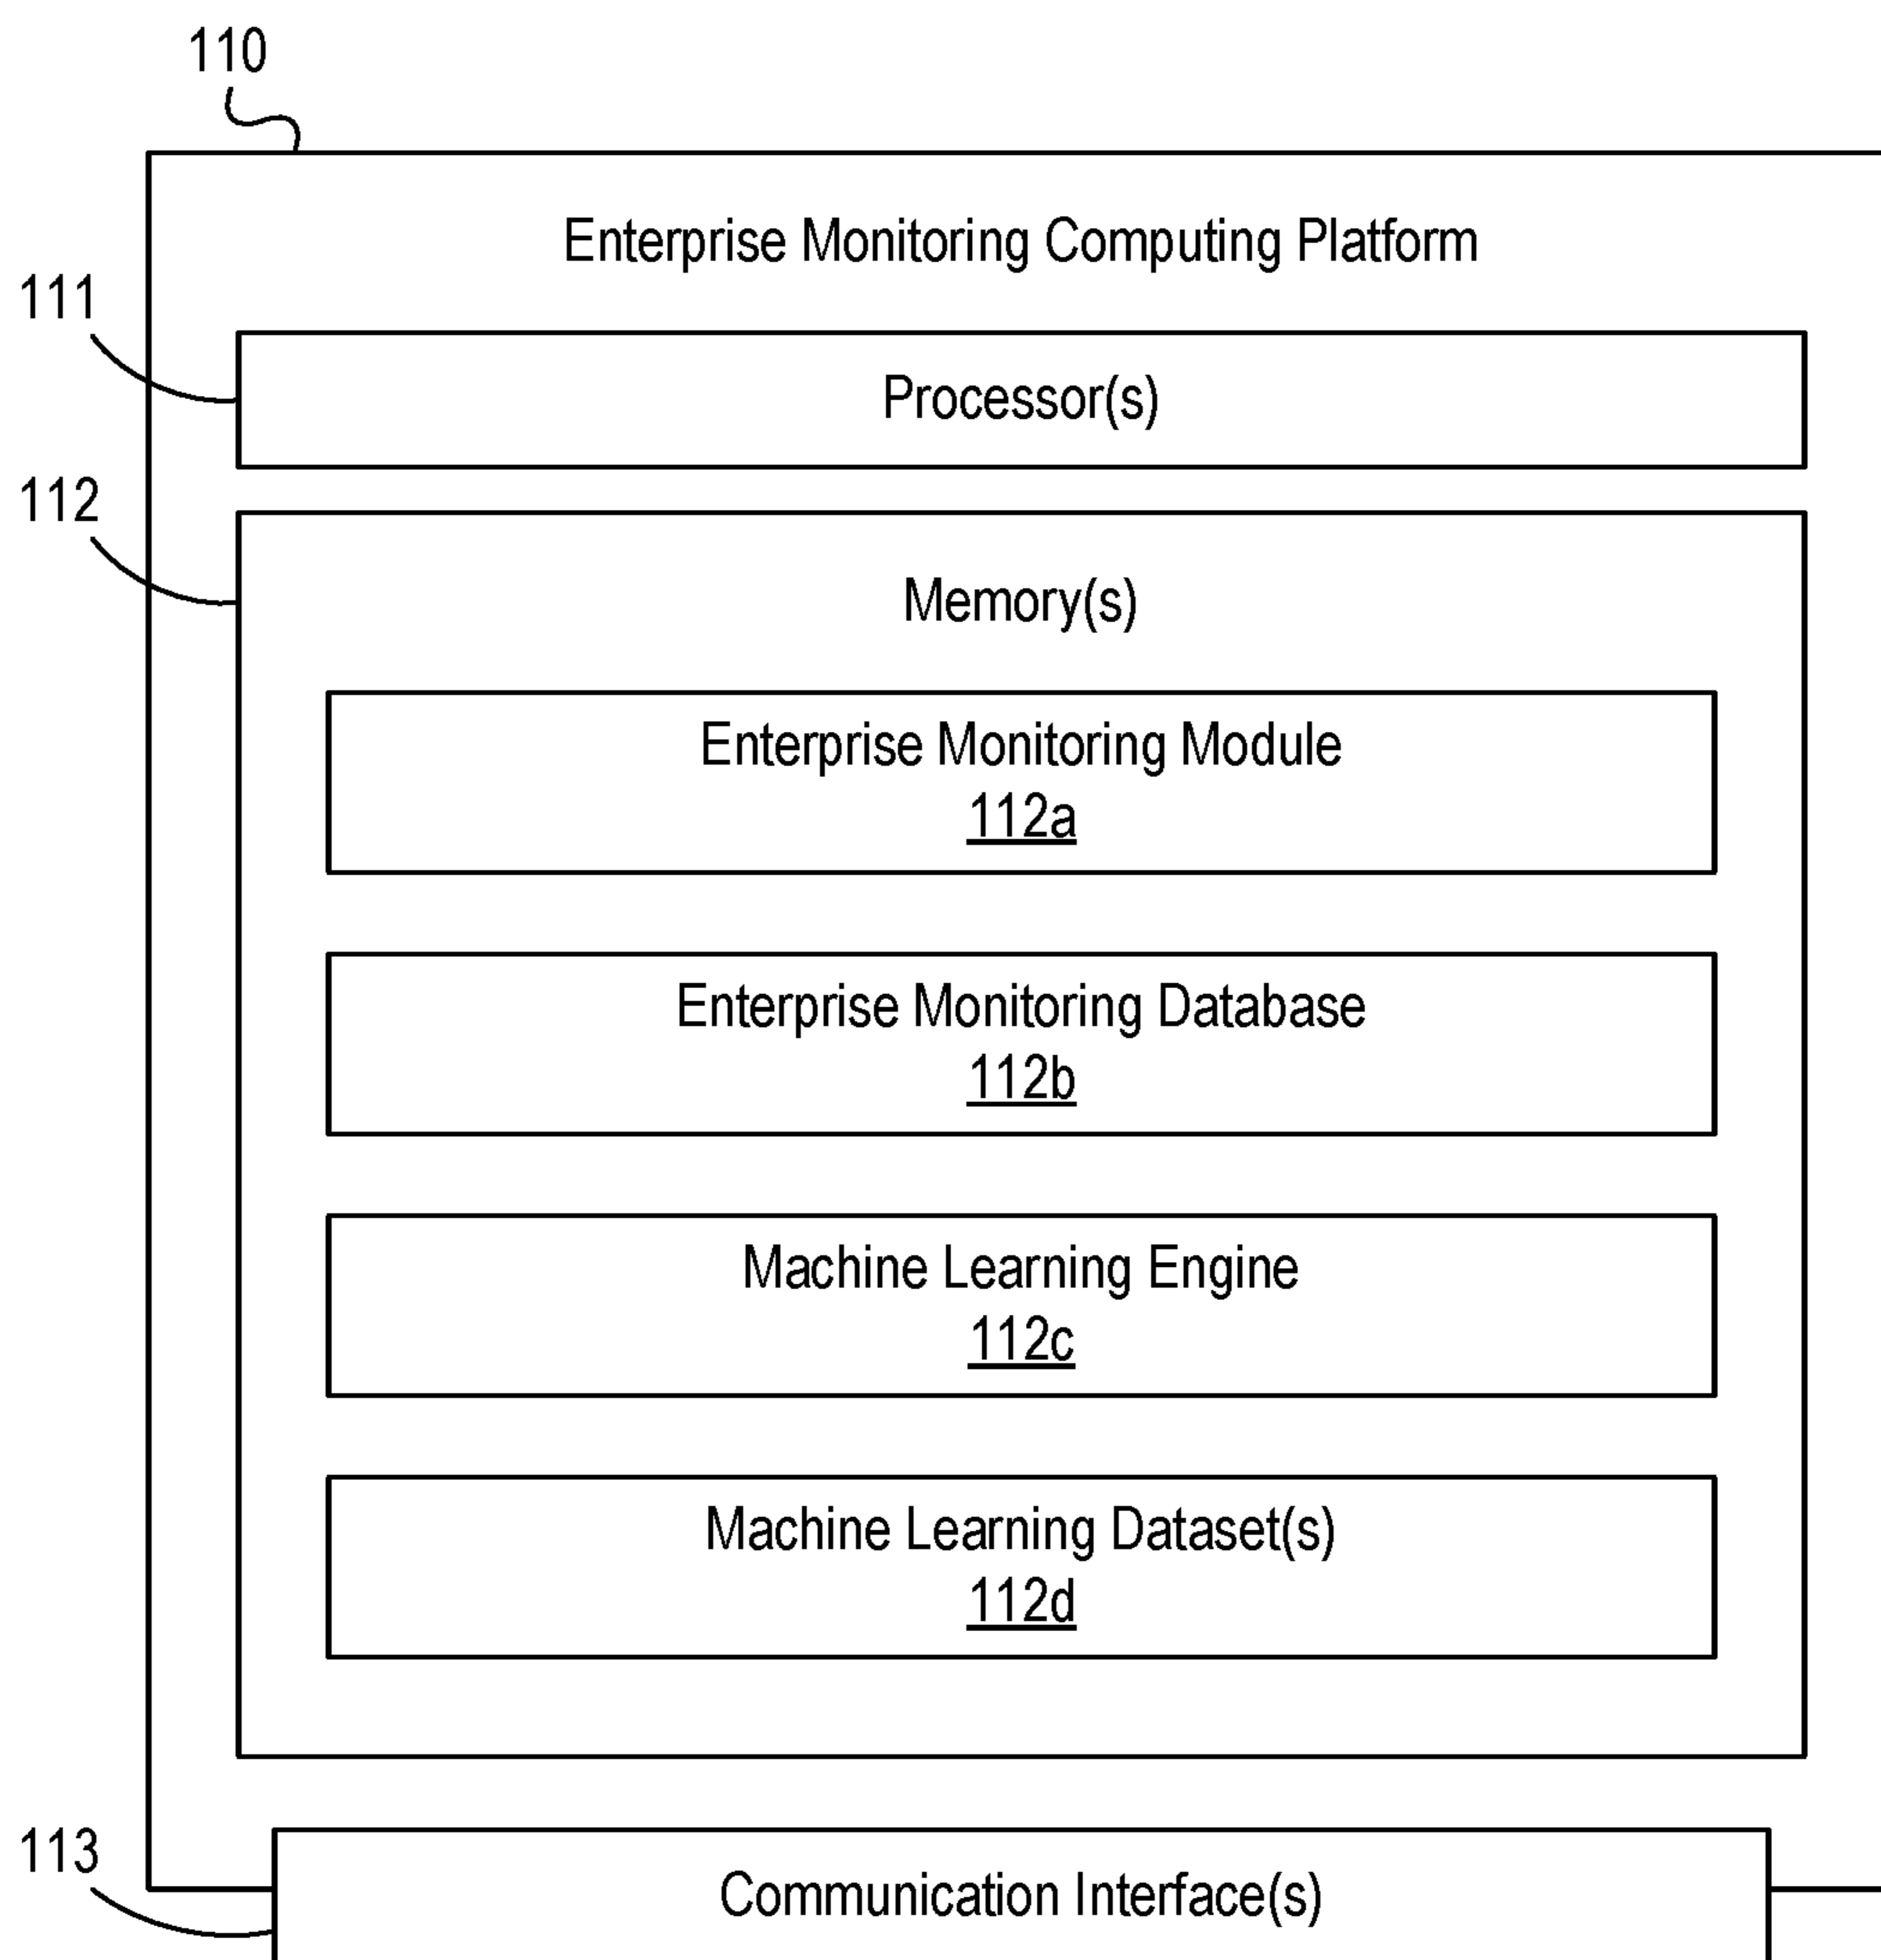 110
Enterprise Monitoring Computing Platform
111
Processor(s)
112
Memory(s)
Enterprise Monitoring Module
112a
Enterprise Monitoring Database
112b
Machine Learning Engine
112c
Machine Learning Dataset(s)
112d
113
Communication Interface(s)